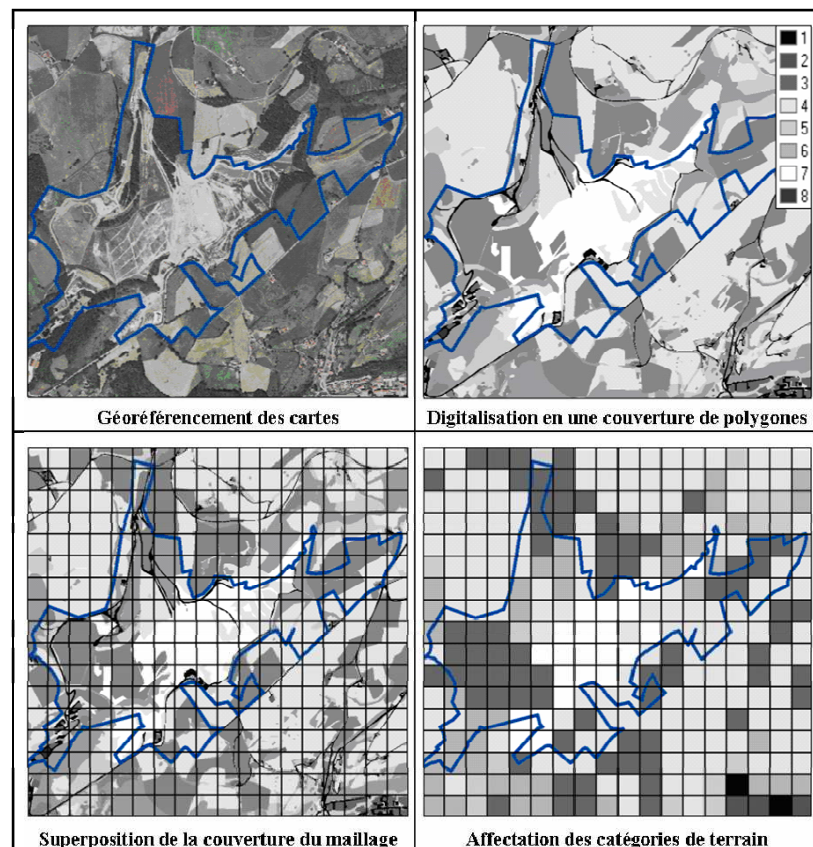 1
2
3
4
5
6
7
8
Géoréférencement des cartes
Digitalisation en une couverture de polygones
Superposition de la couverture du maillage
Affectation des catégories de terrain